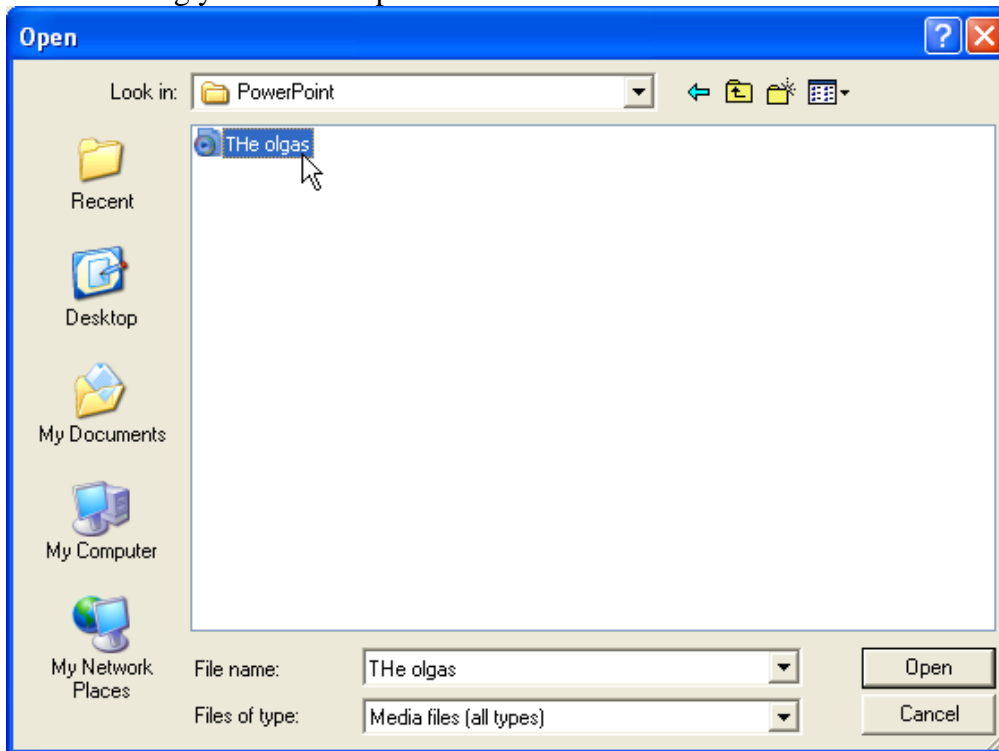 Open
Look in: PowerPoint
THe olgas
Recent
Desktop
My Documents
My Computer
My Network
Places
File name: THe olgas Open
Files of type: Media files (all types) Cancel